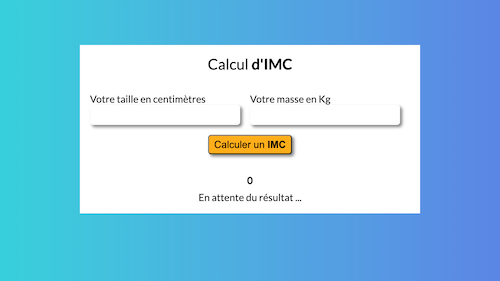 Calcul d'IMC
Votre taille en centimètres
Votre masse en Kg
Calculer un IMC
0
En attente du résultat ...